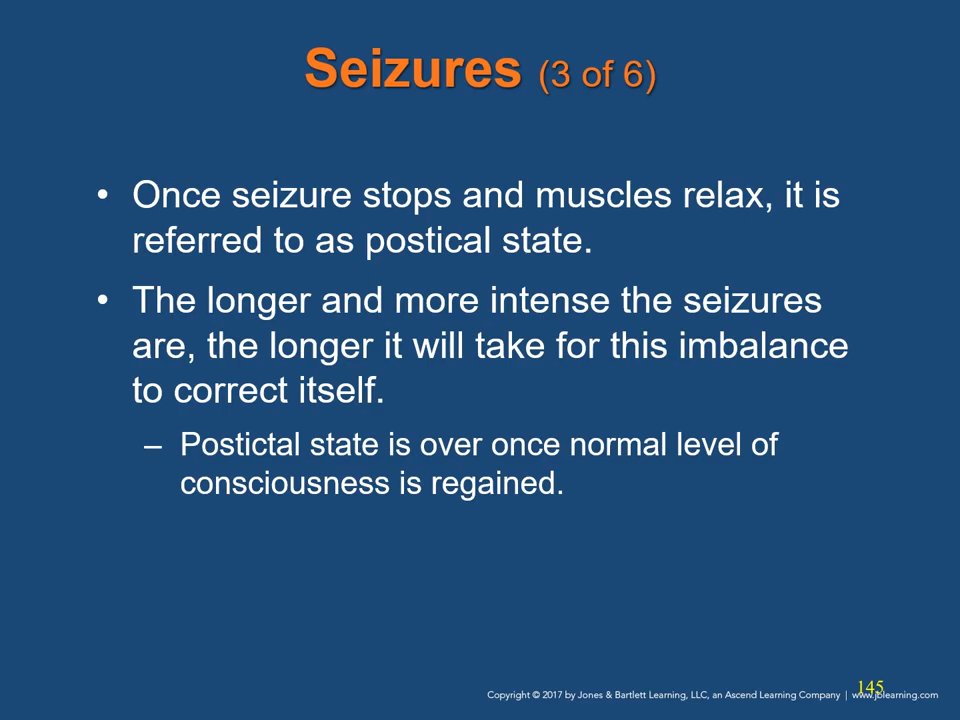 Seizures (3 of 6)
• Once seizure stops and muscles relax, it is
referred to as postical state.
• The longer and more intense the seizures
are, the longer it will take for this imbalance
to correct itself.
– Postictal state is over once normal level of
consciousness is regained.
145
Copyright © 2017 by Jones & Bartlett Learning, LLC, an Ascend Learning Company | www.jblearning.com